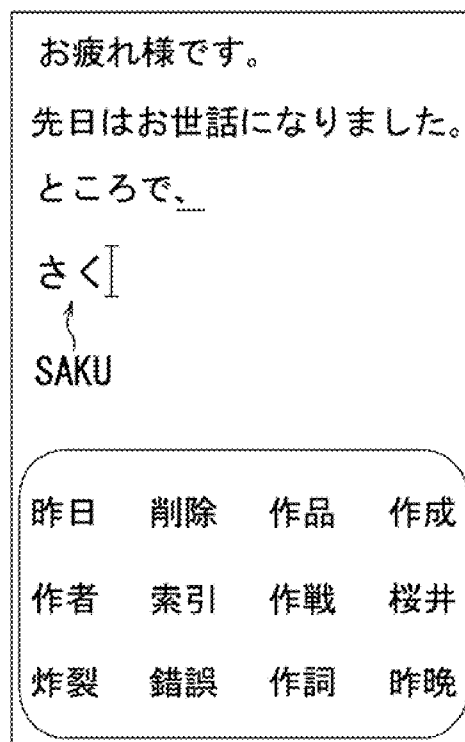 お疲れ様です。
先日はお世話になりました。
ところで、
さく
SAKU
昨日 削除 作品 作成
作者 索引 作戦 桜井
炸裂 錯誤 作詞 昨晩